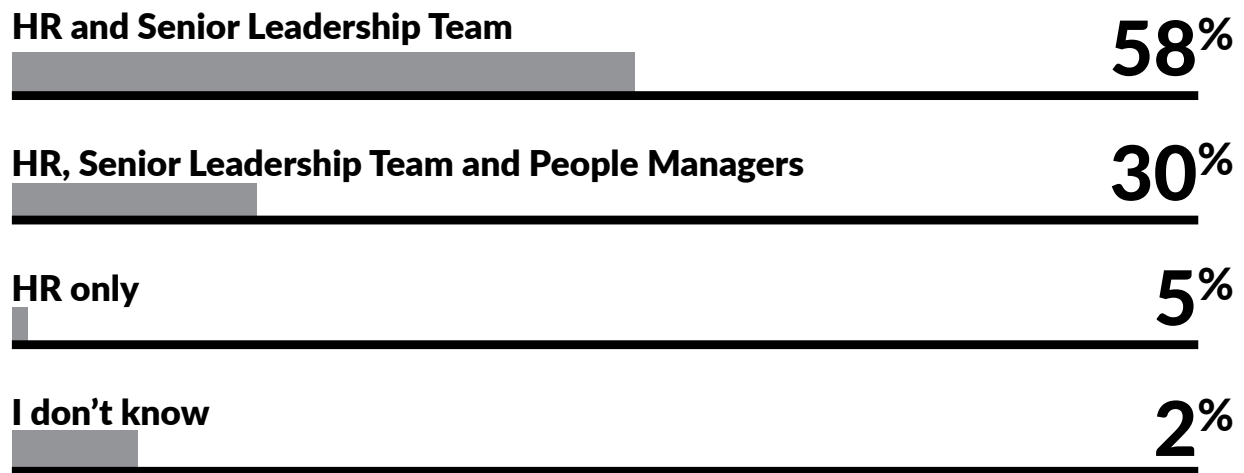 HR and Senior Leadership Team 58%
HR, Senior Leadership Team and People Managers 30%
HR only 5%
I don’t know 2%